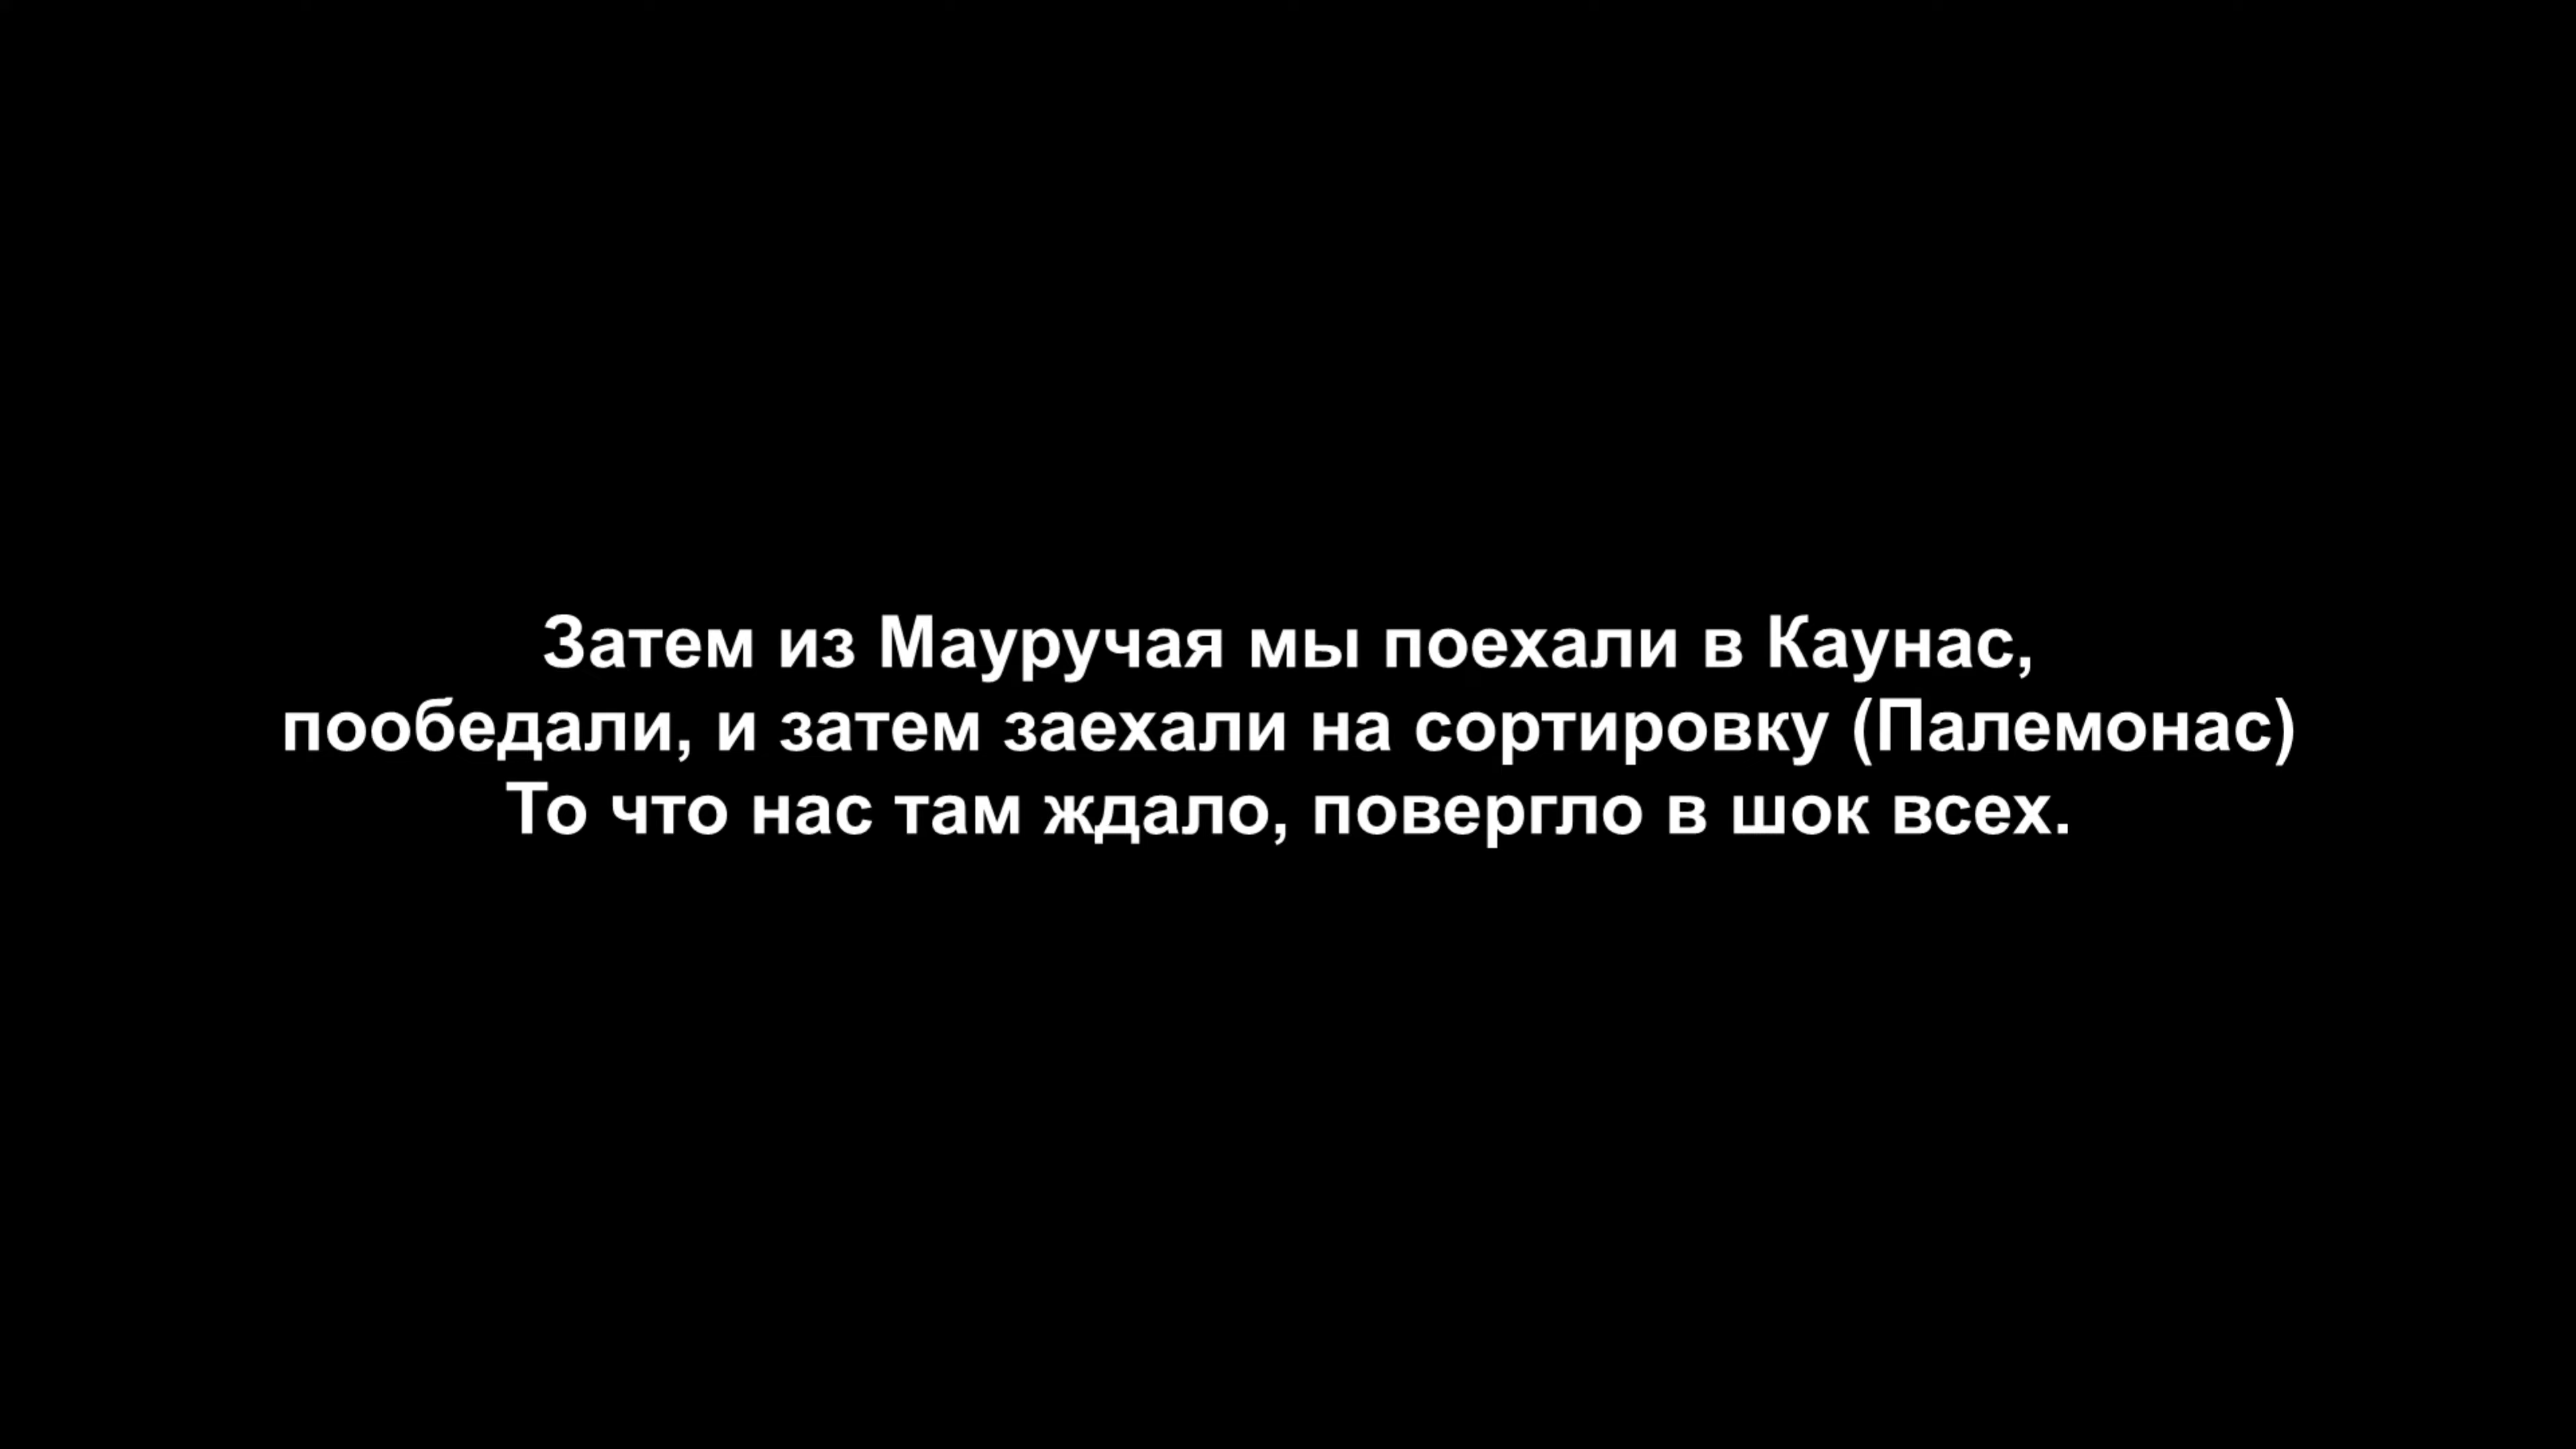 Затем из Мауручая мы поехали в Каунас,
пообедали, и затем заехали на сортировку (Палемонас)
То что нас там ждало, повергло в шок всех.